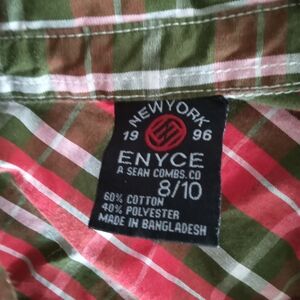 NEWYORK
19 96
ENYCE
A SEAN COMBS.CO
8/10
60% COTTON
40% POLYESTER
MADE IN BANGLADESH